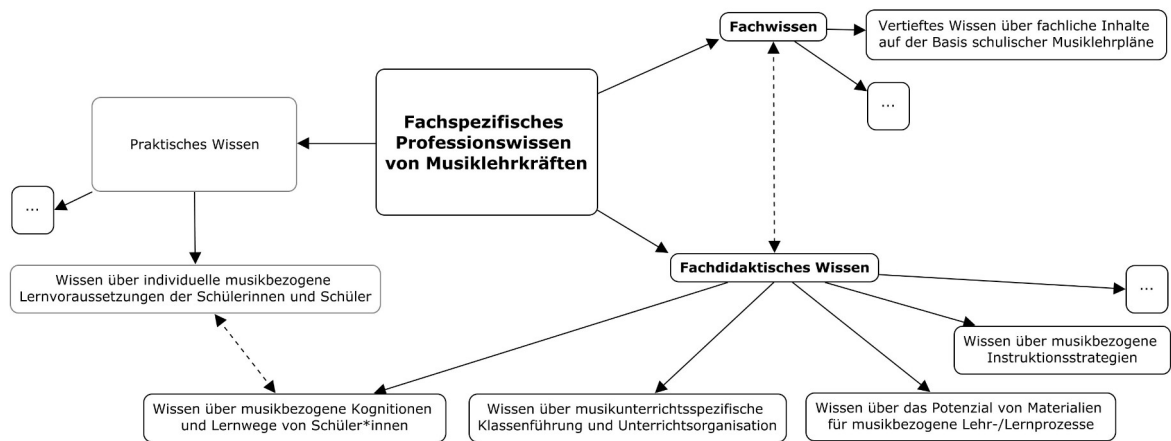 Fachwissen
Vertieftes Wissen über fachliche Inhalte
auf der Basis schulischer Musiklehrpläne
...
Fachspezifisches
Professionswissen
von Musiklehrkräften
Praktisches Wissen
...
Wissen über individuelle musikbezogene
Lernvoraussetzungen der Schülerinnen und Schüler
Fachdidaktisches Wissen
...
Wissen über musikbezogene
Instruktionsstrategien
Wissen über musikbezogene Kognitionen
und Lernwege von Schüler*innen
Wissen über musikunterrichtsspezifische
Klassenführung und Unterrichtsorganisation
Wissen über das Potenzial von Materialien
für musikbezogene Lehr-/Lernprozesse